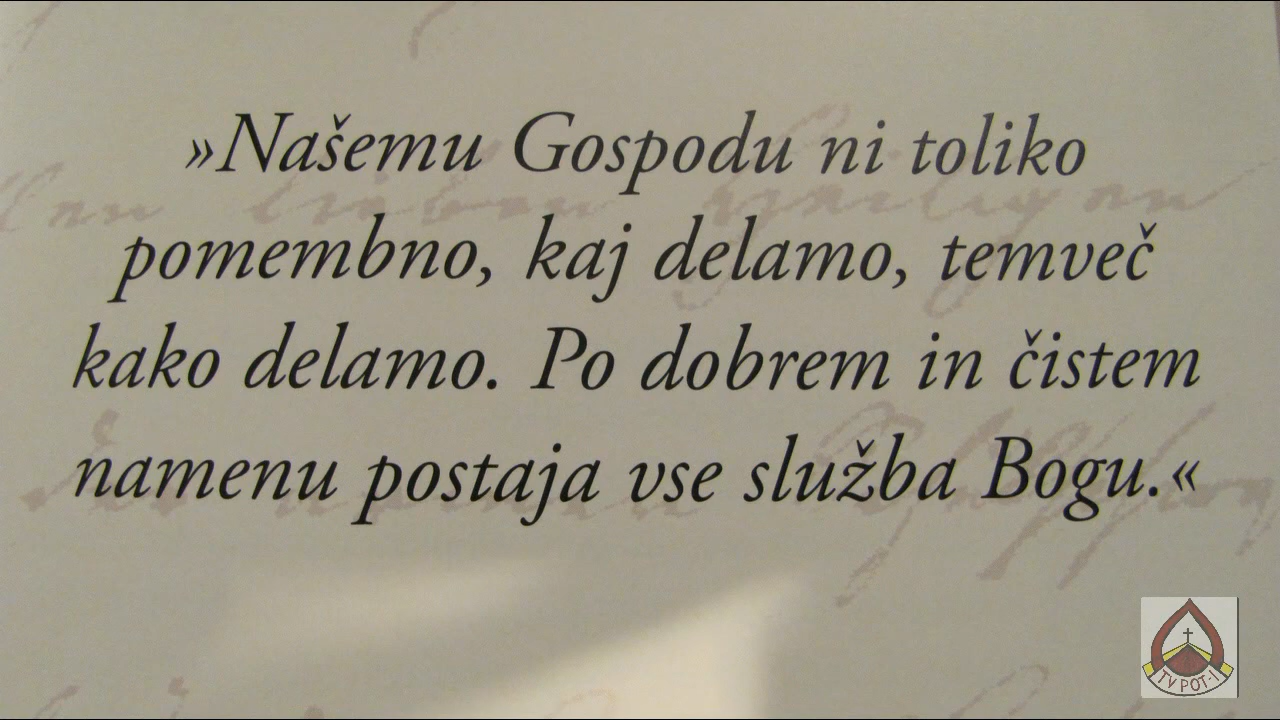 »Našemu Gospodu ni toliko
pomembno, kaj delamo, temveč
kako delamo. Po dobrem in čistem
namenu postaja vse služba Bogu.«
TV POT-1